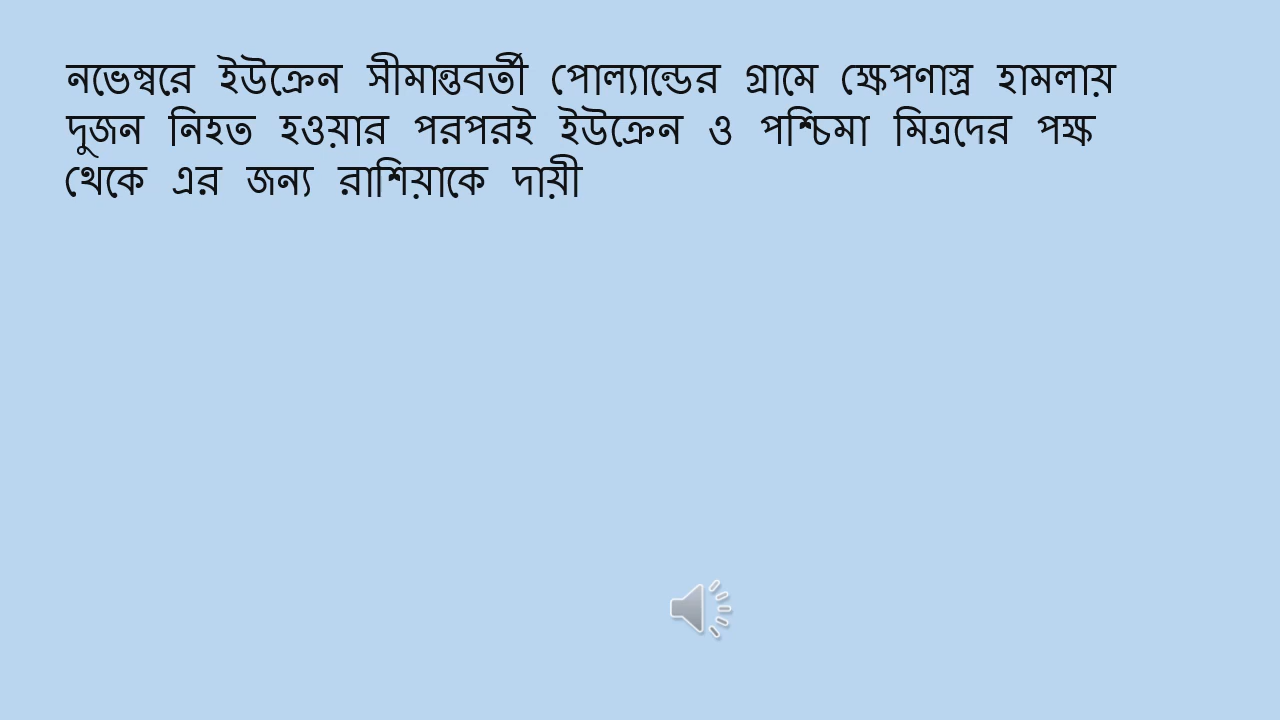 নভেম্বরে ইউক্রেন সীমান্তবর্তী পোল্যান্ডের গ্রামে ক্ষেপণাস্ত্র হামলায়
দুজন নিহত হওয়ার পরপরই ইউক্রেন ও পশ্চিমা মিত্রদের পক্ষ
থেকে এর জন্য রাশিয়াকে দায়ী